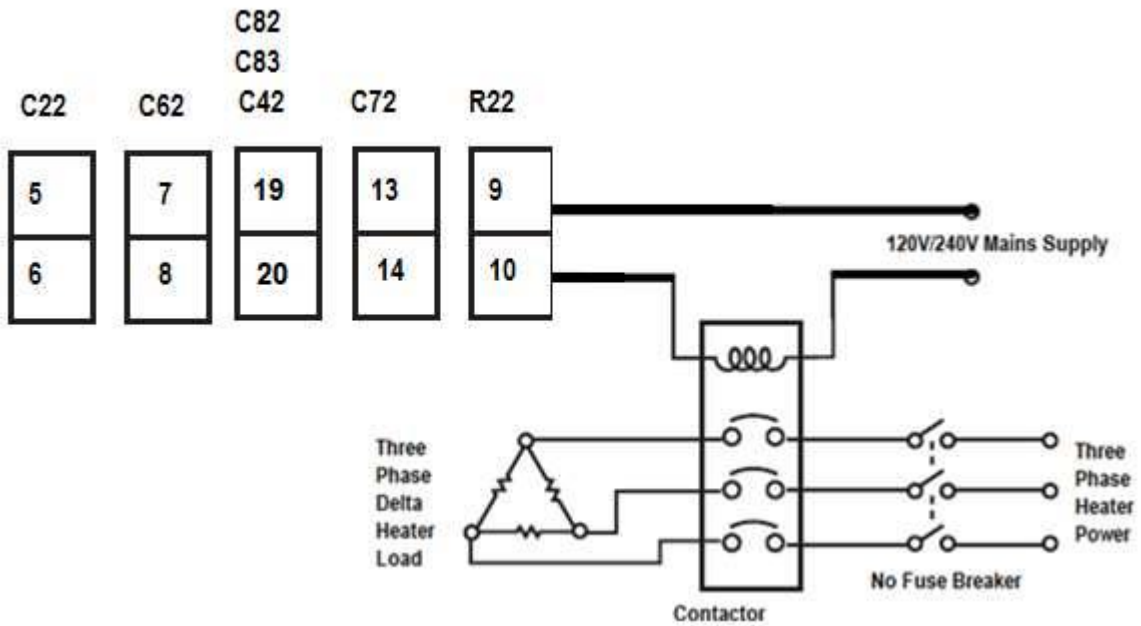 C82
C83
C22 C62 C42 C72 R22
5 7 19 13 9
6 8 20 14 10
120V/240V Mains Supply
Three
Phase
Delta
Heater
Load
Three
Phase
Heater
Power
No Fuse Breaker
Contactor